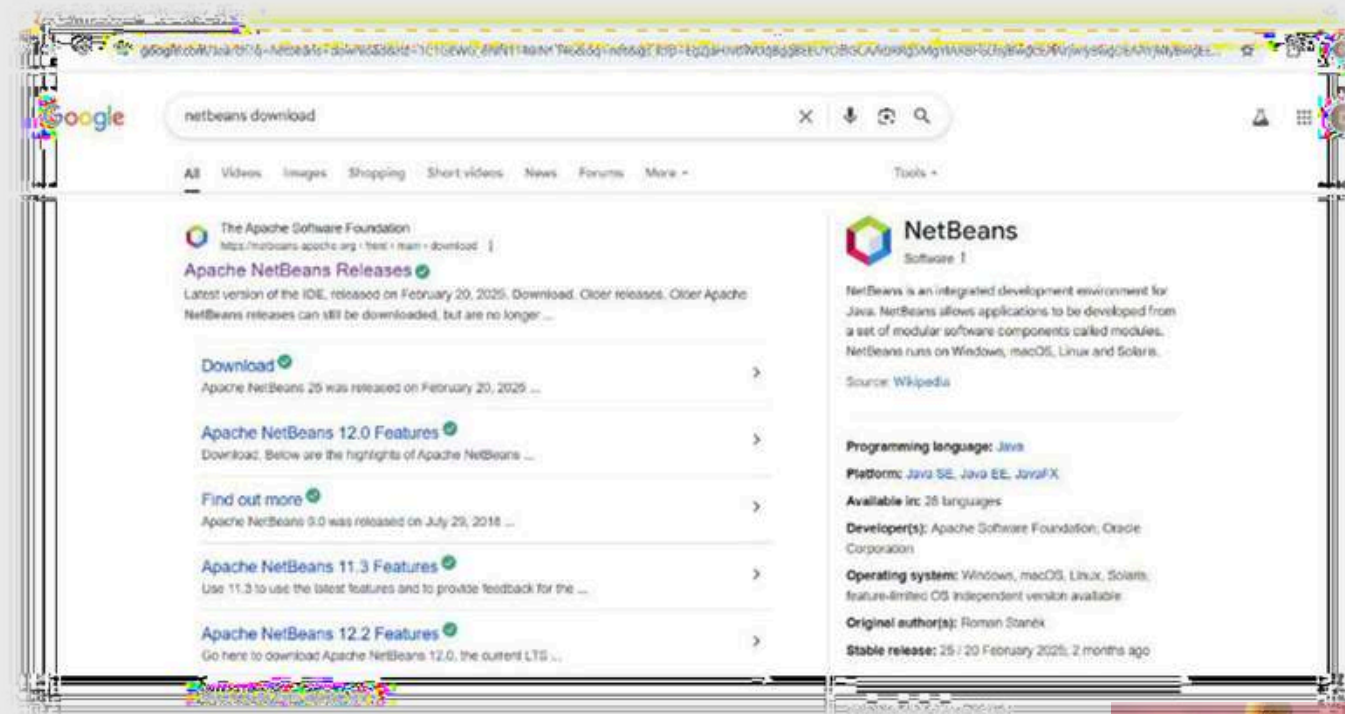 Google
netbeans download
All Videos Images Shopping Short videos News Forums More
Tools
The Apache Software Foundation
Apache NetBeans Releases
Latest version of the IDE, released on February 20, 2025. Download. Older releases. Older Apache
NetBeans releases can still be downloaded, but are no longer ...
Download
Apache NetBeans 25 was released on February 20, 2025 ...
Apache NetBeans 12.0 Features
Download. Below are the highlights of Apache NetBeans ...
Find out more
Apache NetBeans 9.0 was released on July 29, 2018 ...
Apache NetBeans 11.3 Features
Use 11.3 to use the latest features and to provide feedback for the ...
Apache NetBeans 12.2 Features
Go here to download Apache NetBeans 12.0, the current LTS ...
NetBeans
Software
NetBeans is an integrated development environment for
Java. NetBeans allows applications to be developed from
a set of modular software components called modules.
NetBeans runs on Windows, macOS, Linux and Solaris.
Source: Wikipedia
Programming language: Java
Platform: Java SE, Java EE, JavaFX
Available in: 28 languages
Developer(s): Apache Software Foundation, Oracle
Corporation
Operating system: Windows, macOS, Linux, Solaris;
feature-limited OS independent version available
Original author(s): Roman Staněk
Stable release: 25 / 20 February 2025; 2 months ago